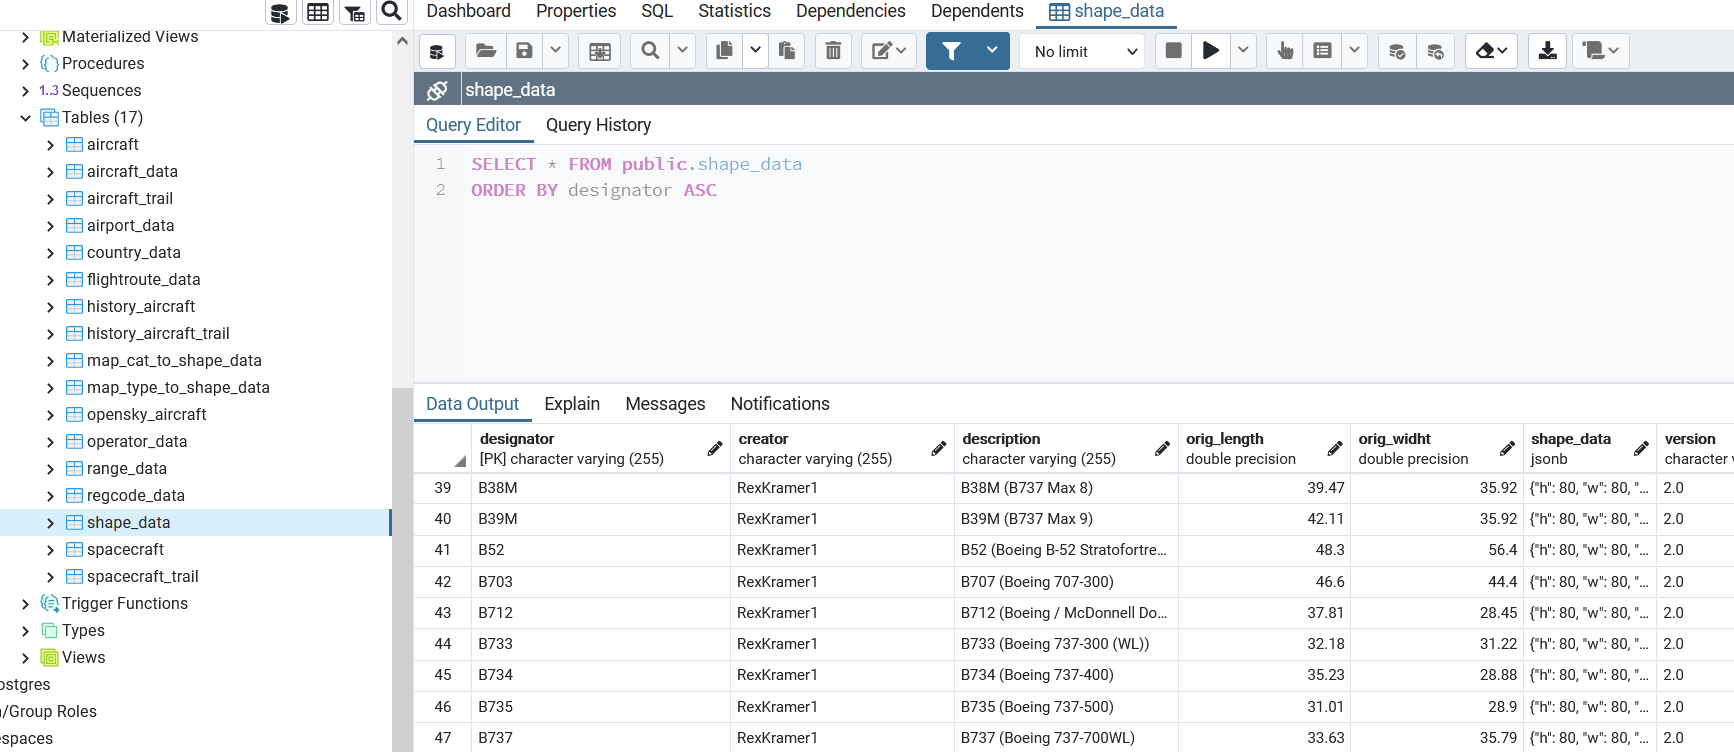 Dashboard Properties SQL Statistics Dependencies Dependents shape_data
Materialized Views
Procedures
1..3 Sequences
Tables (17)
aircraft
aircraft_data
aircraft_trail
airport_data
country_data
flightroute_data
history_aircraft
history_aircraft_trail
map_cat_to_shape_data
map_type_to_shape_data
opensky_aircraft
operator_data
range_data
regcode_data
shape_data
spacecraft
spacecraft_trail
Trigger Functions
Types
Views
ostgres
/Group Roles
espaces
No limit
shape_data
Query Editor Query History
1 SELECT * FROM public.shape_data
2 ORDER BY designator ASC
Data Output Explain Messages Notifications
designator creator description orig_length orig_widht shape_data version
[PK] character varying (255) character varying (255) character varying (255) double precision double precision jsonb character
39 B38M RexKramer1 B38M (B737 Max 8) 39.47 35.92 {"h": 80, "w": 80, "... 2.0
40 B39M RexKramer1 B39M (B737 Max 9) 42.11 35.92 {"h": 80, "w": 80, "... 2.0
41 B52 RexKramer1 B52 (Boeing B-52 Stratofortre... 48.3 56.4 {"h": 80, "w": 80, "... 2.0
42 B703 RexKramer1 B707 (Boeing 707-300) 46.6 44.4 {"h": 80, "w": 80, "... 2.0
43 B712 RexKramer1 B712 (Boeing / McDonnell Do... 37.81 28.45 {"h": 80, "w": 80, "... 2.0
44 B733 RexKramer1 B733 (Boeing 737-300 (WL)) 32.18 31.22 {"h": 80, "w": 80, "... 2.0
45 B734 RexKramer1 B734 (Boeing 737-400) 35.23 28.88 {"h": 80, "w": 80, "... 2.0
46 B735 RexKramer1 B735 (Boeing 737-500) 31.01 28.9 {"h": 80, "w": 80, "... 2.0
47 B737 RexKramer1 B737 (Boeing 737-700WL) 33.63 35.79 {"h": 80, "w": 80, "... 2.0